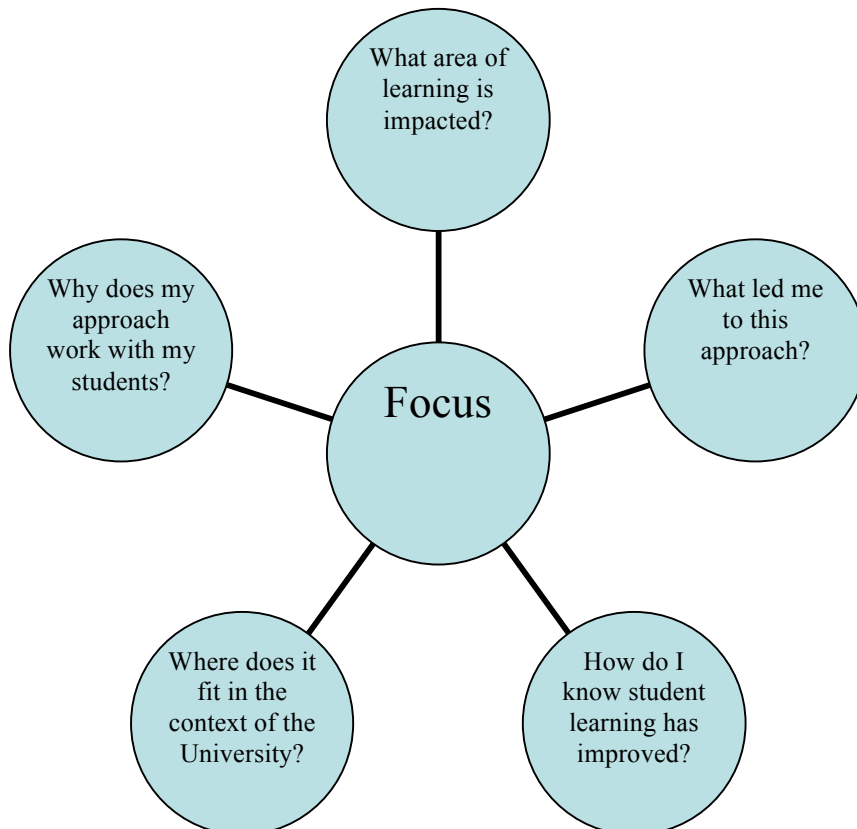 What area of
learning is
impacted?
Why does my
approach
work with my
students?
What led me
to this
approach?
Focus
Where does it
fit in the
context of the
University?
How do I
know student
learning has
improved?